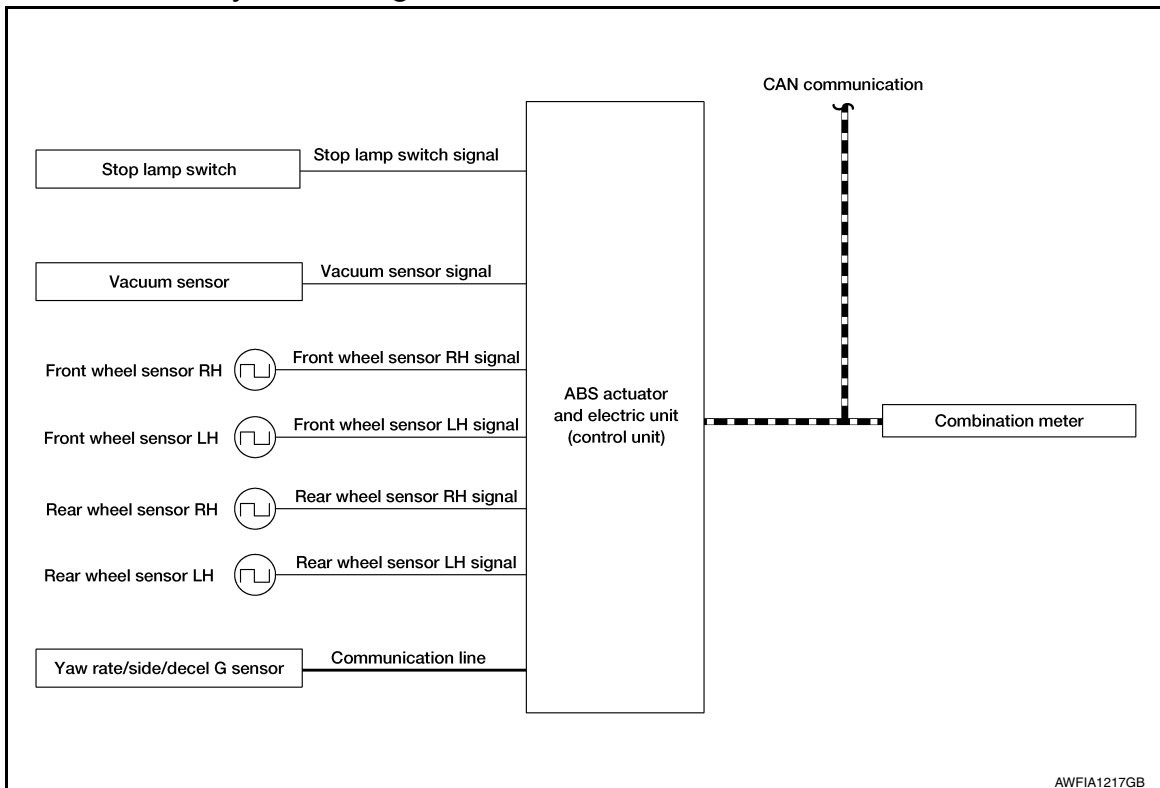 CAN communication
Stop lamp switch
Stop lamp switch signal
Vacuum sensor
Vacuum sensor signal
Front wheel sensor RH
Front wheel sensor RH signal
Front wheel sensor LH
Front wheel sensor LH signal
Rear wheel sensor RH
Rear wheel sensor RH signal
Rear wheel sensor LH
Rear wheel sensor LH signal
Yaw rate/side/decel G sensor
Communication line
ABS actuator
and electric unit
(control unit)
Combination meter
AWFIA1217GB